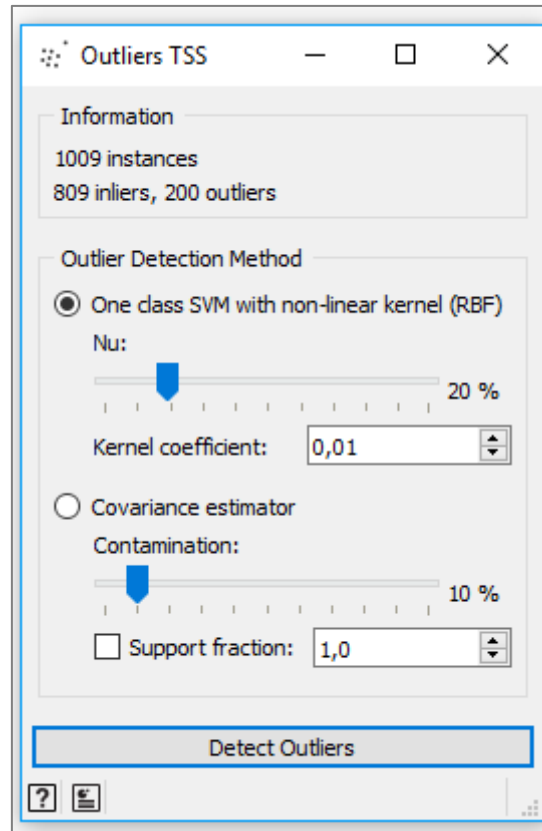 Outliers TSS
Information
1009 instances
809 inliers, 200 outliers
Outlier Detection Method
One class SVM with non-linear kernel (RBF)
Nu:
20 %
Kernel coefficient: 0,01
Covariance estimator
Contamination:
10 %
Support fraction: 1,0
Detect Outliers
?